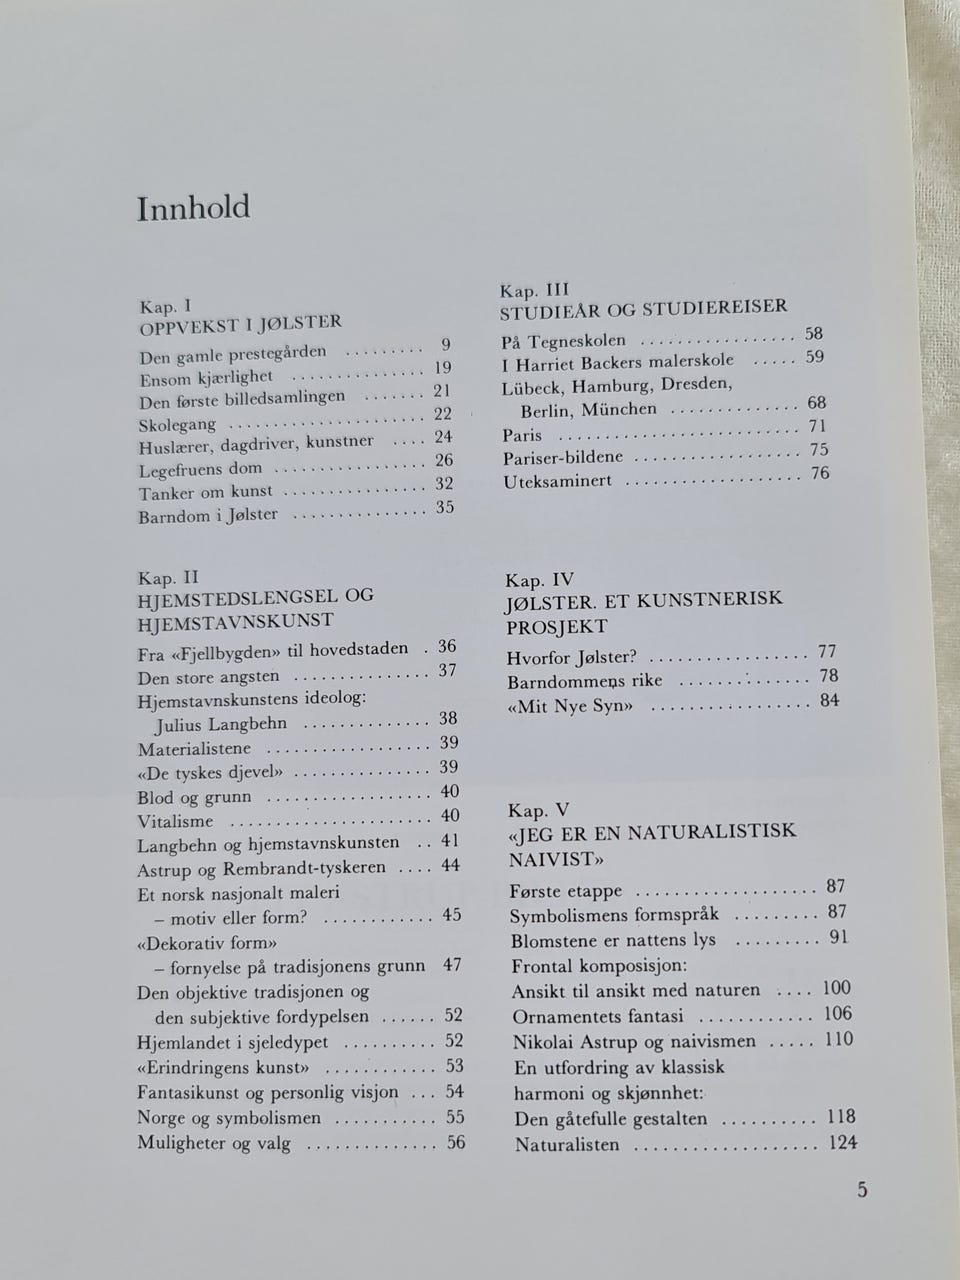 Innhold
Kap. I
OPPVEKST I JØLSTER
Den gamle prestegården ......... 9
Ensom kjærlighet ............... 19
Den første billedsamlingen ....... 21
Skolegang ..................... 22
Huslærer, dagdriver, kunstner .... 24
Legefruens dom ................ 26
Tanker om kunst ............... 32
Barndom i Jølster .............. 35
Kap. II
HJEMSTEDSLENGSEL OG
HJEMSTAVNSKUNST
Fra «Fjellbygden» til hovedstaden . 36
Den store angsten ............... 37
Hjemstavnskunstens ideolog:
Julius Langbehn .............. 38
Materialistene .................. 39
«De tyskes djevel» ............... 39
Blod og grunn .................. 40
Vitalisme ...................... 40
Langbehn og hjemstavnskunsten .. 41
Astrup og Rembrandt-tyskeren .... 44
Et norsk nasjonalt maleri
– motiv eller form? ............ 45
«Dekorativ form»
– fornyelse på tradisjonens grunn 47
Den objektive tradisjonen og
den subjektive fordypelsen ...... 52
Hjemlandet i sjeledypet .......... 52
«Erindringens kunst» ............ 53
Fantasikunst og personlig visjon ... 54
Norge og symbolismen ........... 55
Muligheter og valg .............. 56
Kap. III
STUDIEÅR OG STUDIEREISER
På Tegneskolen ................ 58
I Harriet Backers malerskole ..... 59
Lübeck, Hamburg, Dresden,
Berlin, München .............. 68
Paris .......................... 71
Pariser-bildene .................. 75
Uteksaminert ................... 76
Kap. IV
JØLSTER. ET KUNSTNERISK
PROSJEKT
Hvorfor Jølster? ................. 77
Barndommens rike .............. 78
«Mit Nye Syn» ................. 84
Kap. V
«JEG ER EN NATURALISTISK
NAIVIST»
Første etappe ................... 87
Symbolismens formspråk ......... 87
Blomstene er nattens lys ......... 91
Frontal komposisjon:
Ansikt til ansikt med naturen .... 100
Ornamentets fantasi ............ 106
Nikolai Astrup og naivismen ..... 110
En utfordring av klassisk
harmoni og skjønnhet:
Den gåtefulle gestalten .......... 118
Naturalisten ................... 124
5